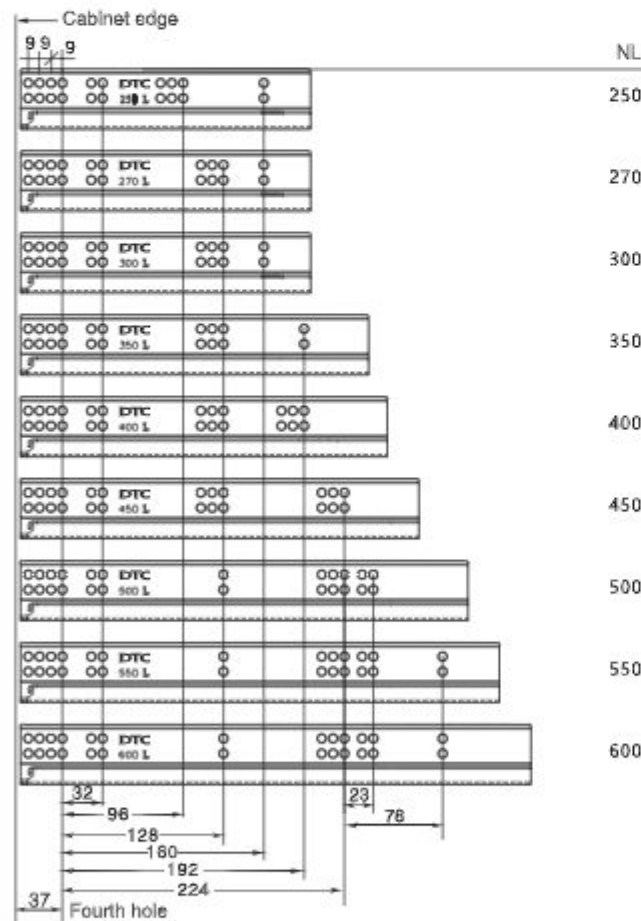 Cabinet edge
9 9 9
NL
DTC
250
270 L
DTC
270
300 L
DTC
300
350 L
DTC
350
400 L
DTC
400
450 L
DTC
450
500 L
DTC
500
550 L
DTC
550
600 L
DTC
600
32
23
96
78
128
180
192
224
37
Fourth hole